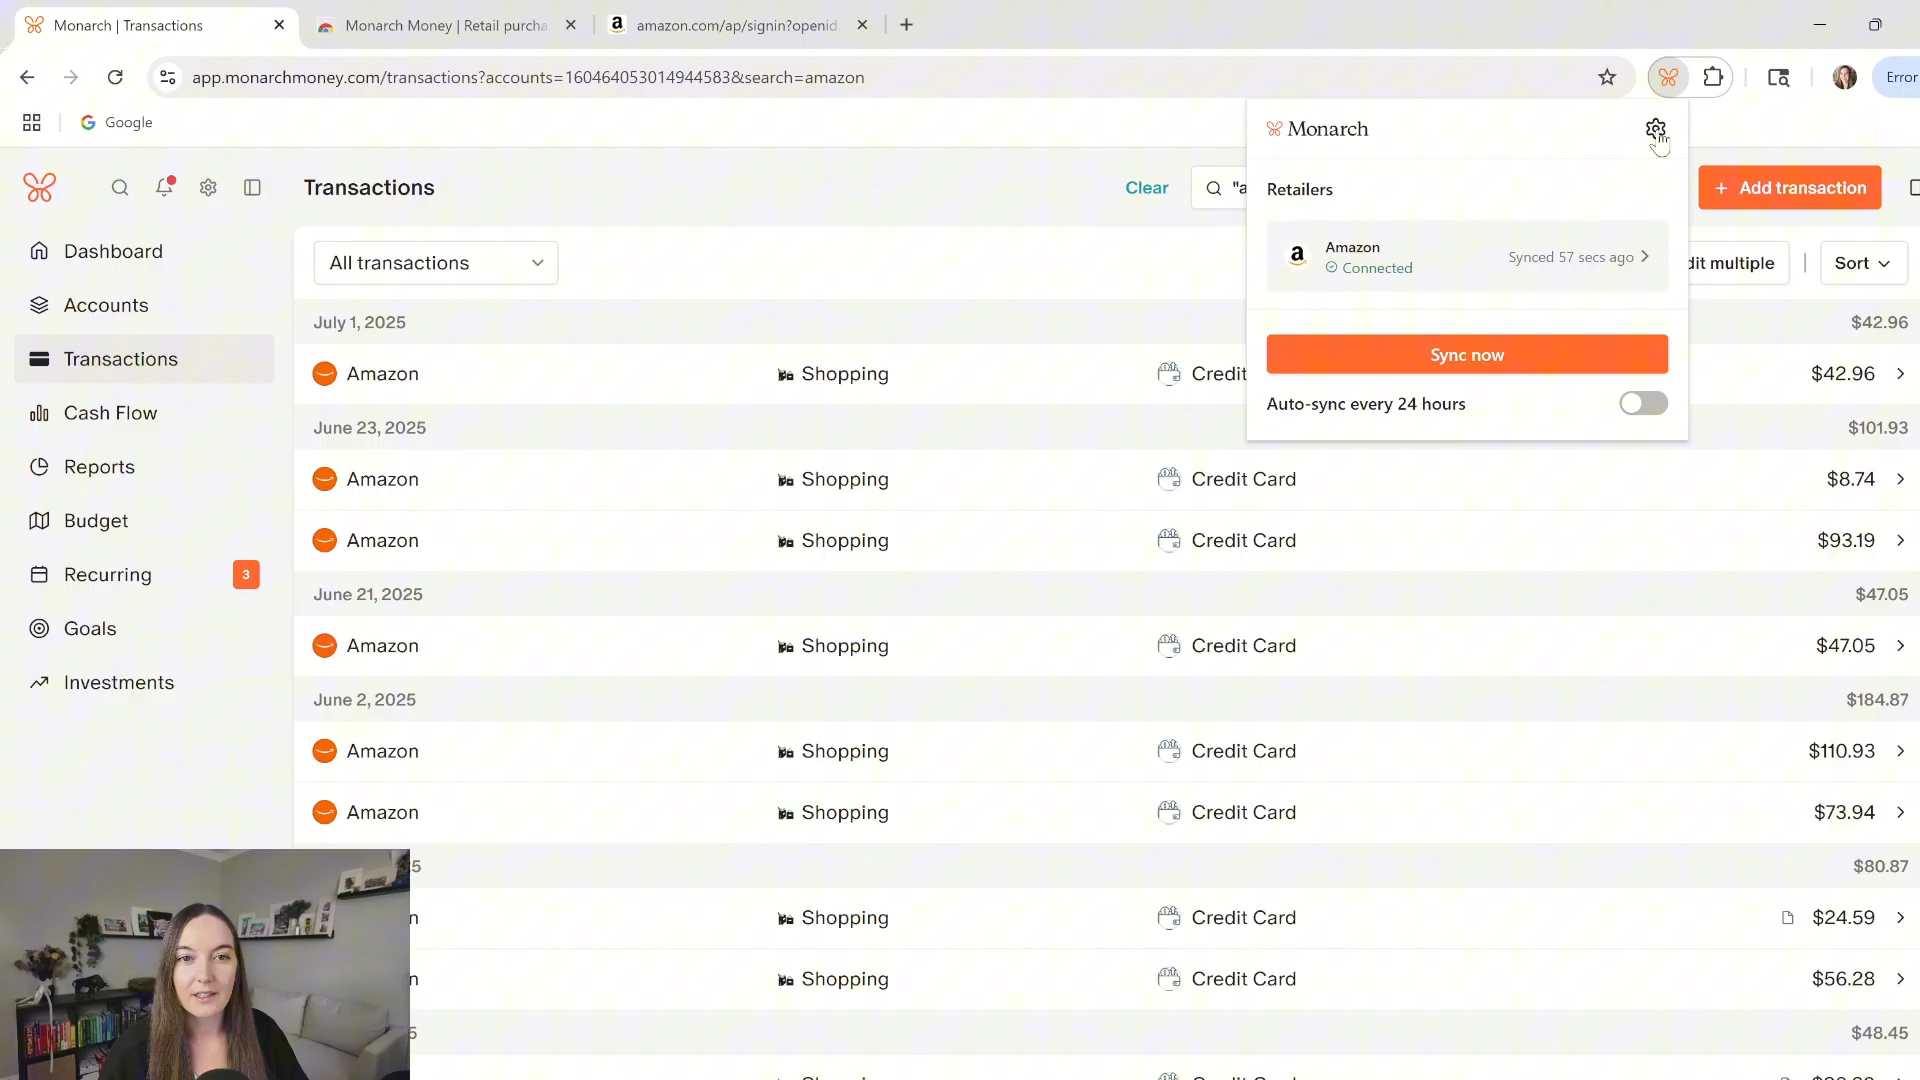 Monarch | Transactions
Monarch Money | Retail purcha
amazon.com/ap/signin?openid.
app.monarchmoney.com/transactions?accounts=160464053014944583&search=amazon
Error
Google
Monarch
Transactions
Clear
"a
Add transaction
Retailers
Dashboard
All transactions
Amazon
Connected
Synced 57 secs ago
dit multiple
Sort
Accounts
July 1, 2025
$42.96
Sync now
Transactions
Amazon
Shopping
Credit
$42.96
Auto-sync every 24 hours
Cash Flow
June 23, 2025
$101.93
Reports
Amazon
Shopping
Credit Card
$8.74
Budget
Amazon
Shopping
Credit Card
$93.19
Recurring
3
June 21, 2025
$47.05
Goals
Amazon
Shopping
Credit Card
$47.05
Investments
June 2, 2025
$184.87
Amazon
Shopping
Credit Card
$110.93
Amazon
Shopping
Credit Card
$73.94
5
$80.87
n
Shopping
Credit Card
$24.59
n
Shopping
Credit Card
$56.28
5
$48.45